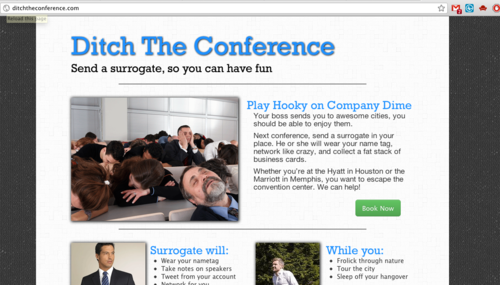 ditchtheconference.com
Reload this page
Ditch The Conference
Send a surrogate, so you can have fun
Play Hooky on Company Dime
Your boss sends you to awesome cities, you
should be able to enjoy them.
Next conference, send a surrogate in your
place. He or she will wear your name tag,
network like crazy, and collect a fat stack of
business cards.
Whether you're at the Hyatt in Houston or the
Marriott in Memphis, you want to escape the
convention center. We can help!
Book Now
Surrogate will:
Wear your nametag
Take notes on speakers
Tweet from your account
Network for you
While you:
Frolick through nature
Tour the city
Sleep off the hangover